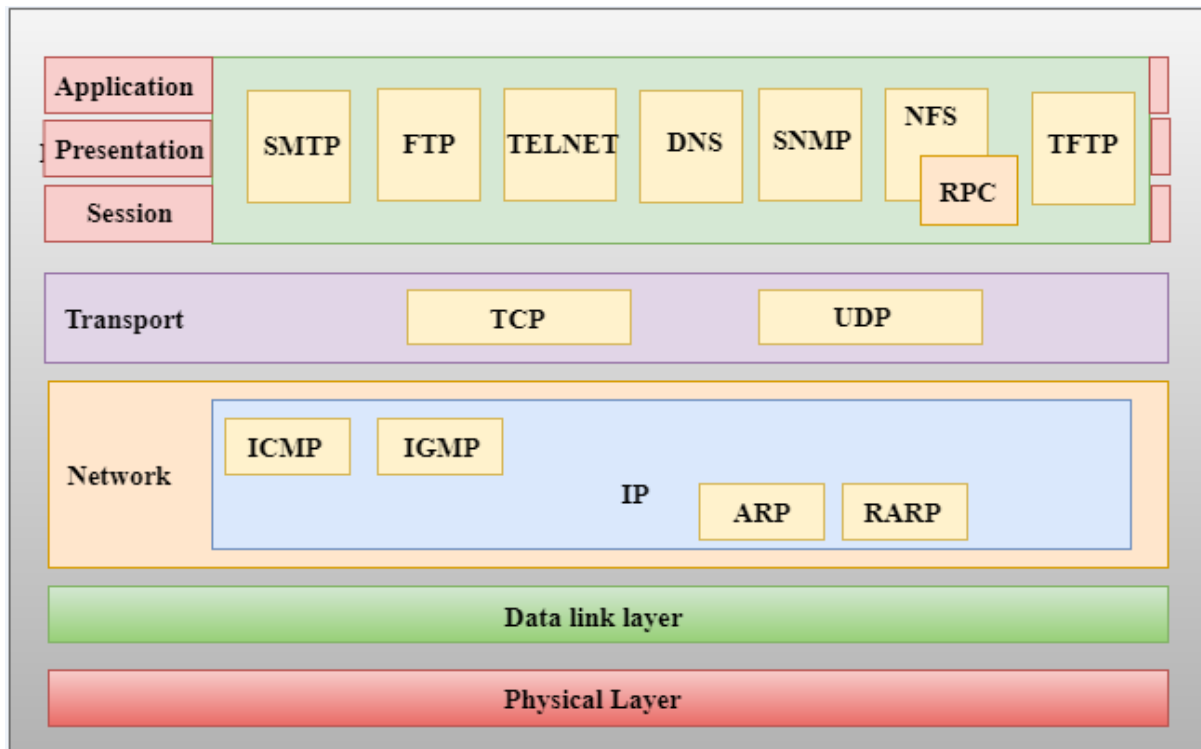 Application
Presentation
Session
SMTP
FTP
TELNET
DNS
SNMP
NFS
RPC
TFTP
Transport
TCP
UDP
Network
ICMP
IGMP
IP
ARP
RARP
Data link layer
Physical Layer